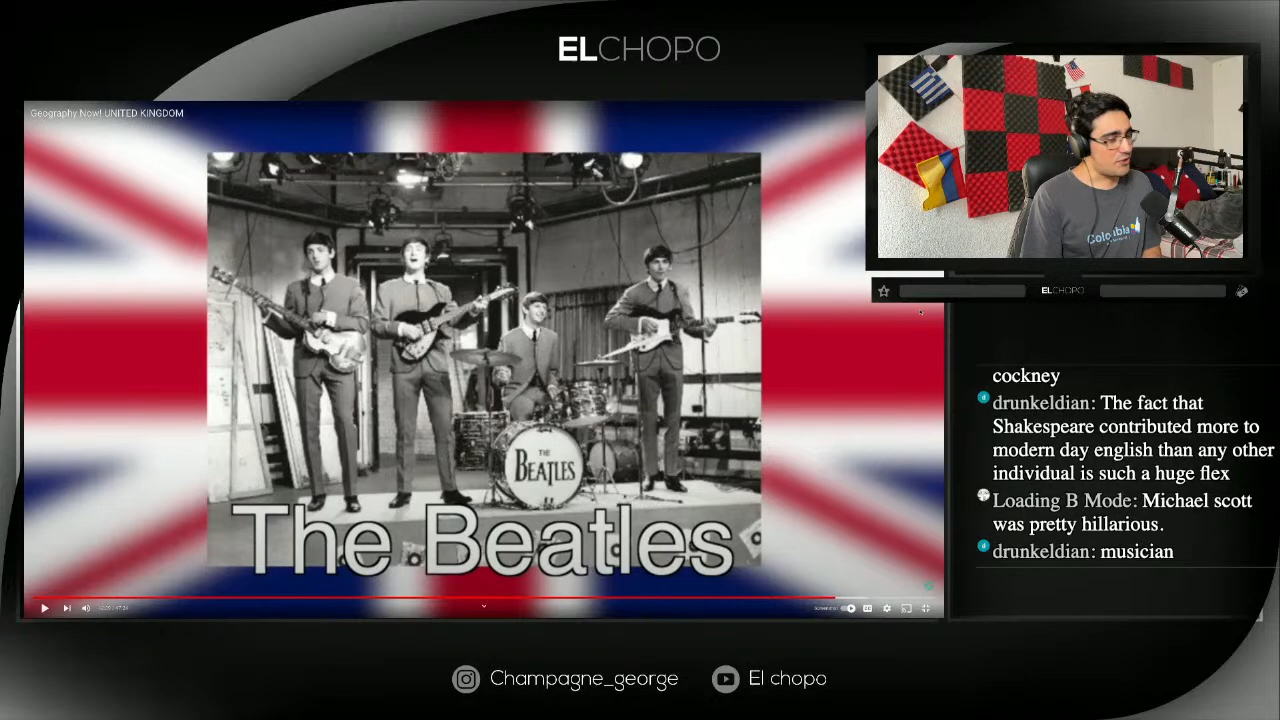 ELCHOPO
Geography Now! UNITED KINGDOM
THE
BEATLES
The Beatles
Colombia
ELCHOPO
cockney
drunkeldian: The fact that
Shakespeare contributed more to
modern day english than any other
individual is such a huge flex
Loading B Mode: Michael scott
was pretty hillarious.
drunkeldian: musician
Champagne_george
El chopo